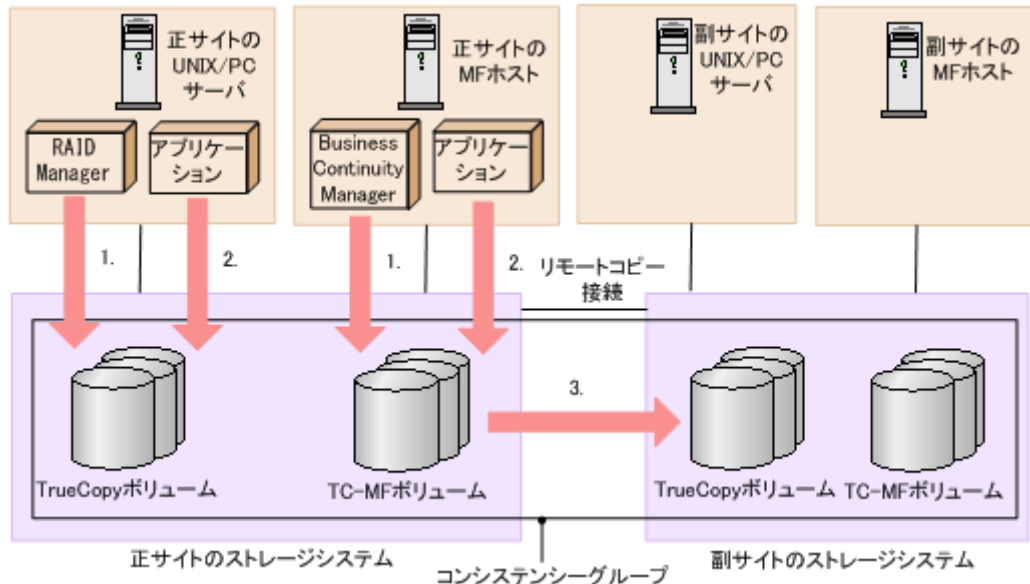 正サイトの
UNIX/PC
サーバ
正サイトの
MFホスト
副サイトの
UNIX/PC
サーバ
副サイトの
MFホスト
RAID
Manager
アプリケー
ション
Business
Continuity
Manager
アプリケー
ション
1.
2.
1.
2.
リモートコピー
接続
3.
TrueCopyボリューム
TC-MFボリューム
TrueCopyボリューム
TC-MFボリューム
正サイトのストレージシステム
副サイトのストレージシステム
コンシステンシーグループ